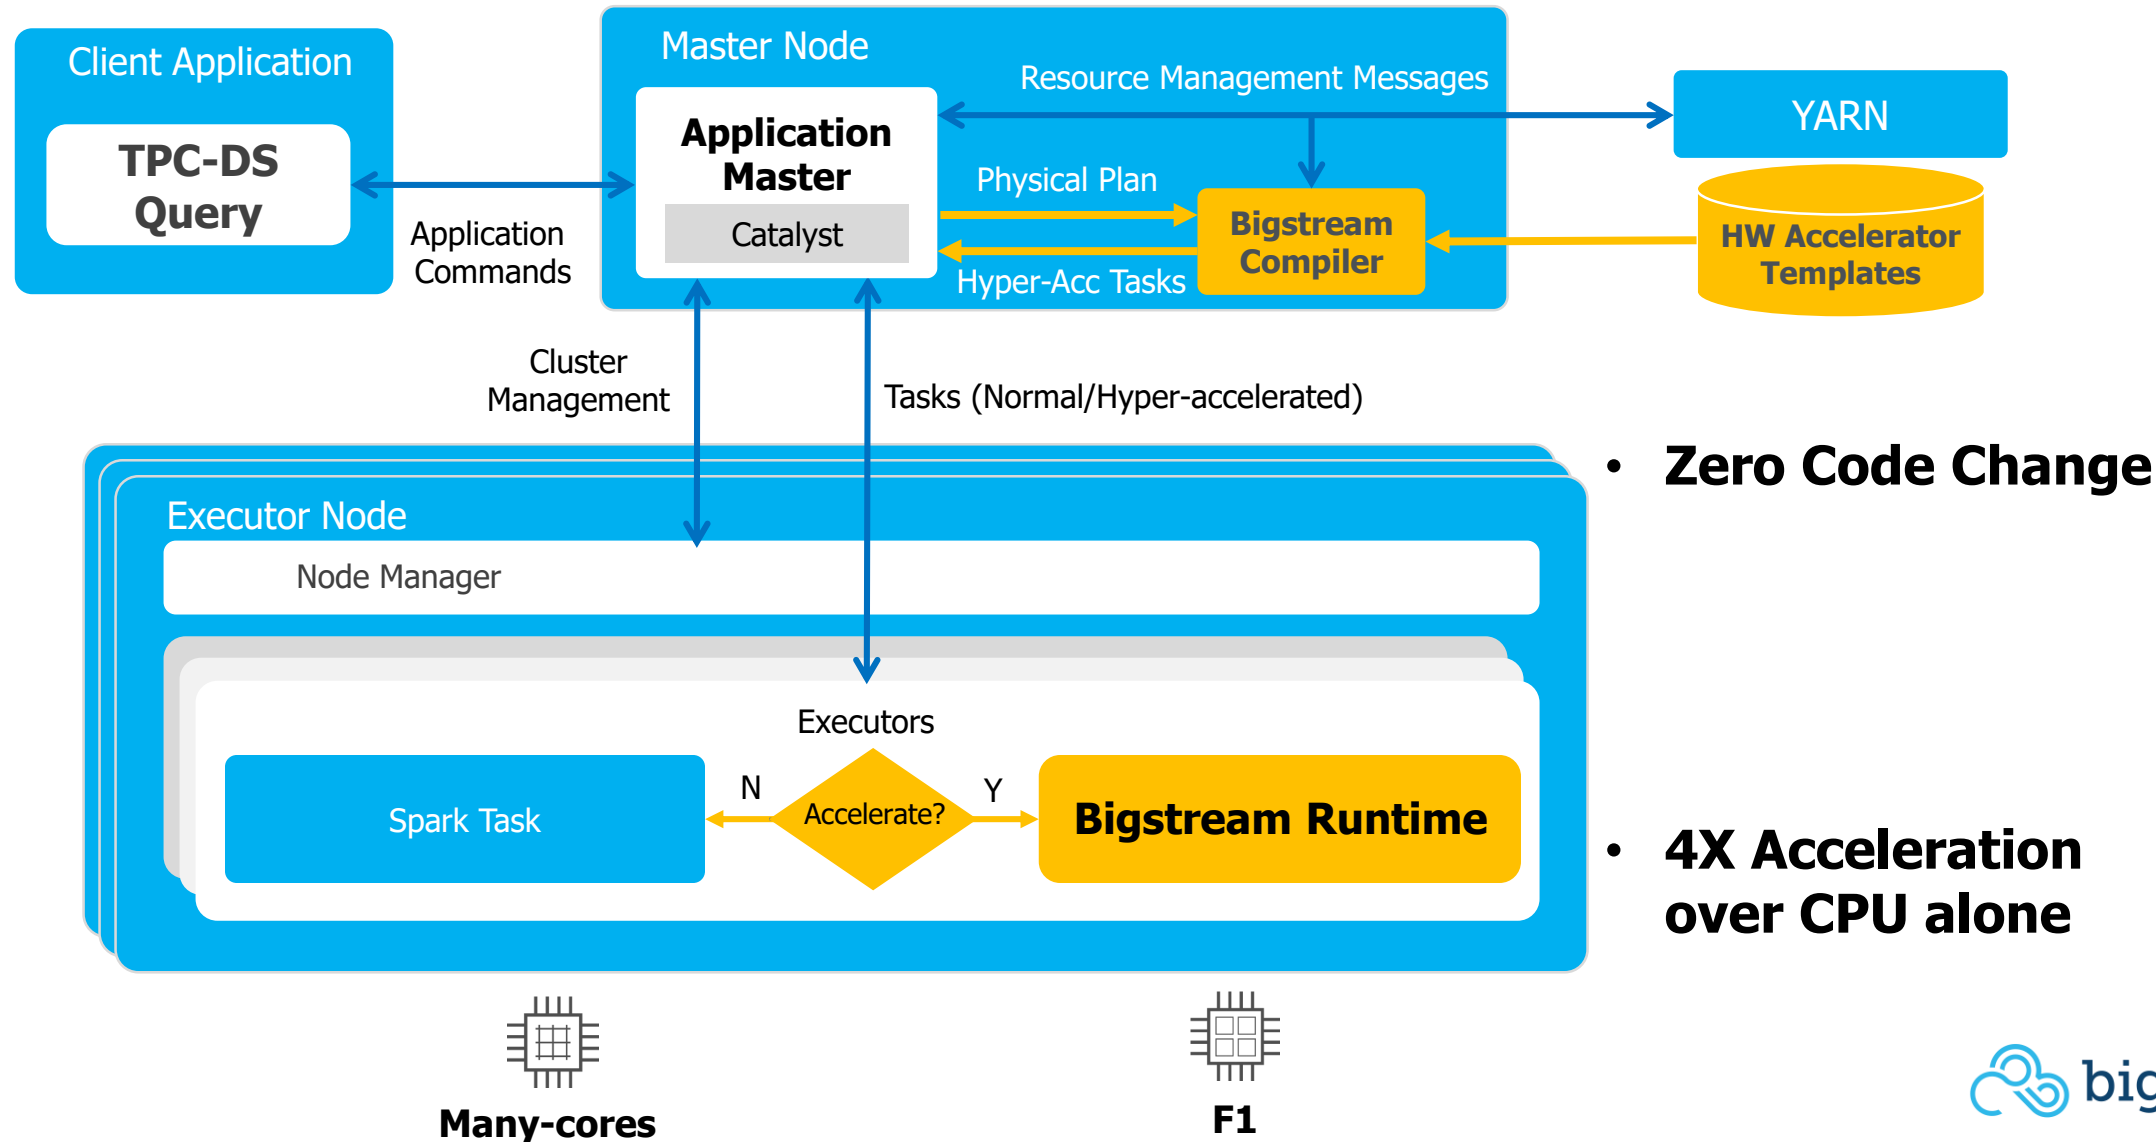 Client Application
TPC-DS
Query
Application
Commands
Master Node
Resource Management Messages
Application
Master
Catalyst
Physical Plan
Hyper-Acc Tasks
Bigstream
Compiler
YARN
HW Accelerator
Templates
Cluster
Management
Tasks (Normal/Hyper-accelerated)
Executor Node
Node Manager
Executors
Spark Task
N
Accelerate?
Y
Bigstream Runtime
• Zero Code Change
• 4X Acceleration
over CPU alone
Many-cores
F1